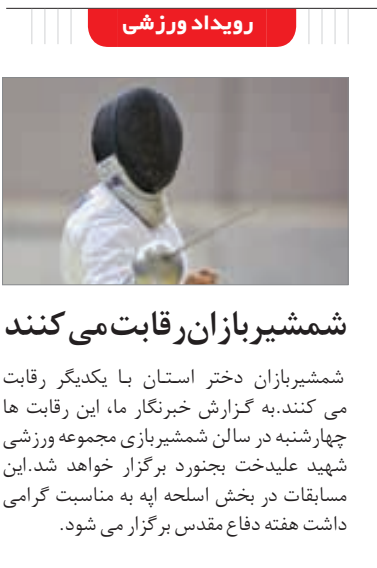 رویداد ورزشی
شمشیربازان رقابت می کنند
شمشیربازان دختر استان با یکدیگر رقابت
می کنند.به گزارش خبرنگار ما، این رقابت ها
چهارشنبه در سالن شمشیربازی مجموعه ورزشی
شهید علیدخت بجنورد برگزار خواهد شد.این
مسابقات در بخش اسلحه اپه به مناسبت گرامی
داشت هفته دفاع مقدس برگزار می شود.